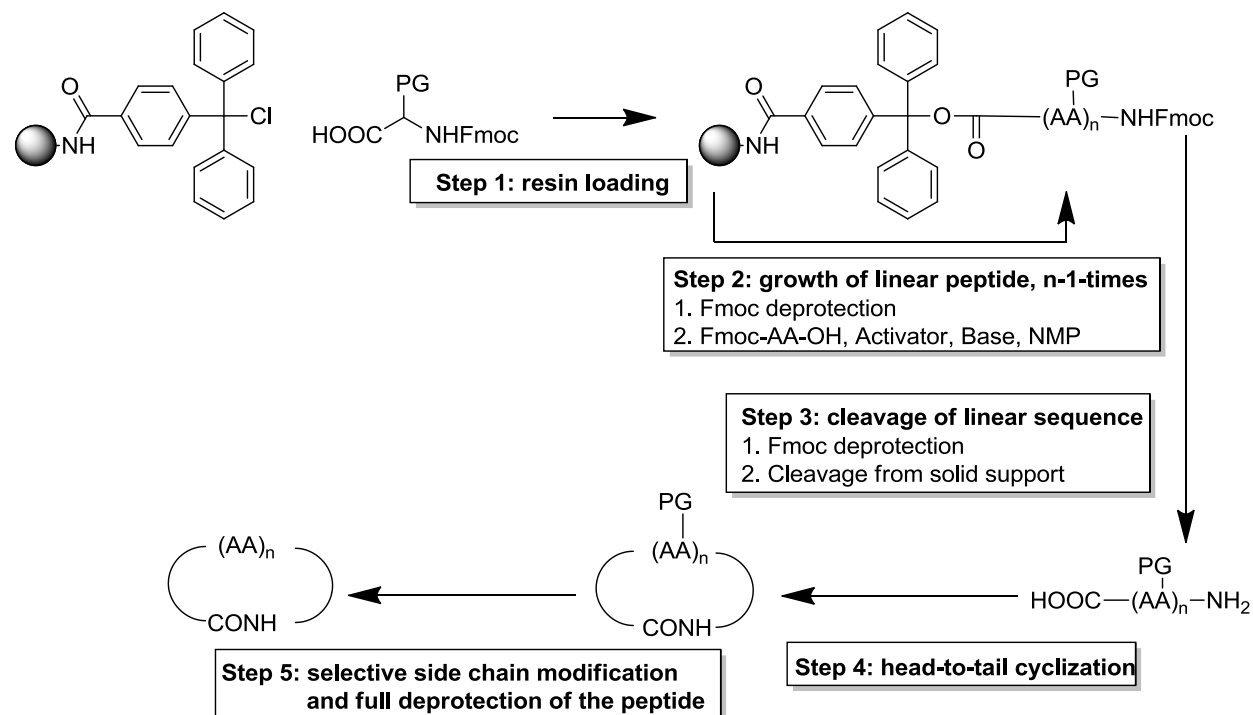 O
NH
Cl
PG
HOOC
NHFmoc
Step 1: resin loading
O
NH
O
O
PG
(AA)n
NHFmoc
Step 2: growth of linear peptide, n-1-times
1. Fmoc deprotection
2. Fmoc-AA-OH, Activator, Base, NMP
Step 3: cleavage of linear sequence
1. Fmoc deprotection
2. Cleavage from solid support
PG
HOOC (AA)n NH2
Step 4: head-to-tail cyclization
PG
(AA)n
CONH
Step 5: selective side chain modification
and full deprotection of the peptide
(AA)n
CONH